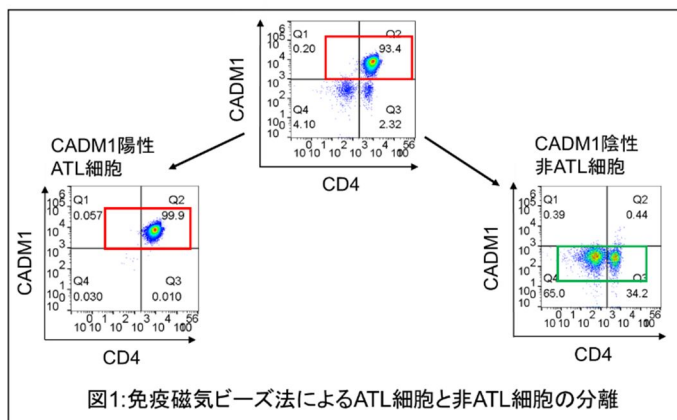 Q1
0.20
Q2
93.4
Q4
4.10
Q3
2.32
CADM1
CD4
CADM1陽性
ATL細胞
Q1
0.057
Q2
99.9
Q4
0.030
Q3
0.010
CADM1
CD4
CADM1陰性
非ATL細胞
Q1
0.39
Q2
0.44
Q4
65.0
Q3
34.2
CADM1
CD4
図1:免疫磁気ビーズ法によるATL細胞と非ATL細胞の分離